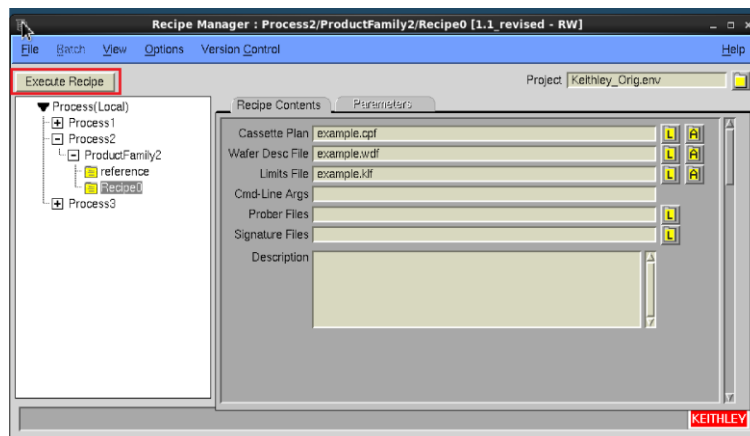 Recipe Manager : Process2/ProductFamily2/Recipe0 [1.1_revised - RW]
File Batch View Options Version Control Help
Execute Recipe
Project Keithley_Orig.env
Process(Local)
Process1
Process2
ProductFamily2
reference
Recipe0
Process3
Recipe Contents Parameters
Cassette Plan example.cpf L A
Wafer Desc File example.wdf L A
Limits File example.klf L A
Cmd-Line Args
Prober Files L
Signature Files L
Description
KEITHLEY